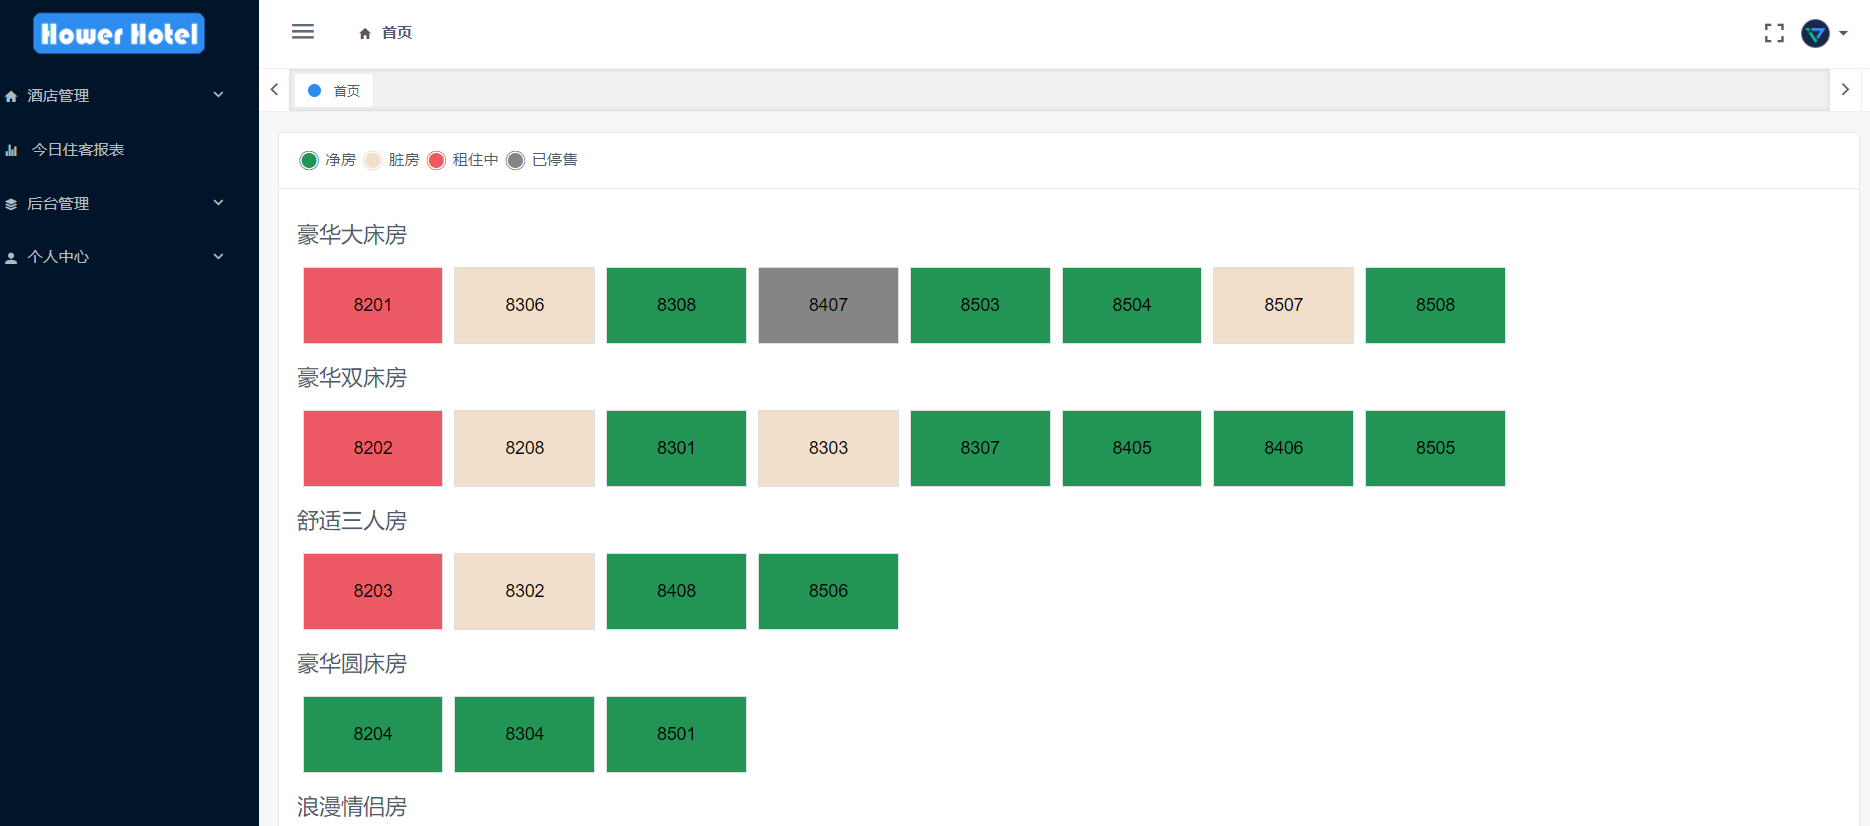 Hower Hotel
酒店管理
今日住客报表
后台管理
个人中心
首页
首页
净房 脏房 租住中 已停售
豪华大床房
8201 8306 8308 8407 8503 8504 8507 8508
豪华双床房
8202 8208 8301 8303 8307 8405 8406 8505
舒适三人房
8203 8302 8408 8506
豪华圆床房
8204 8304 8501
浪漫情侣房